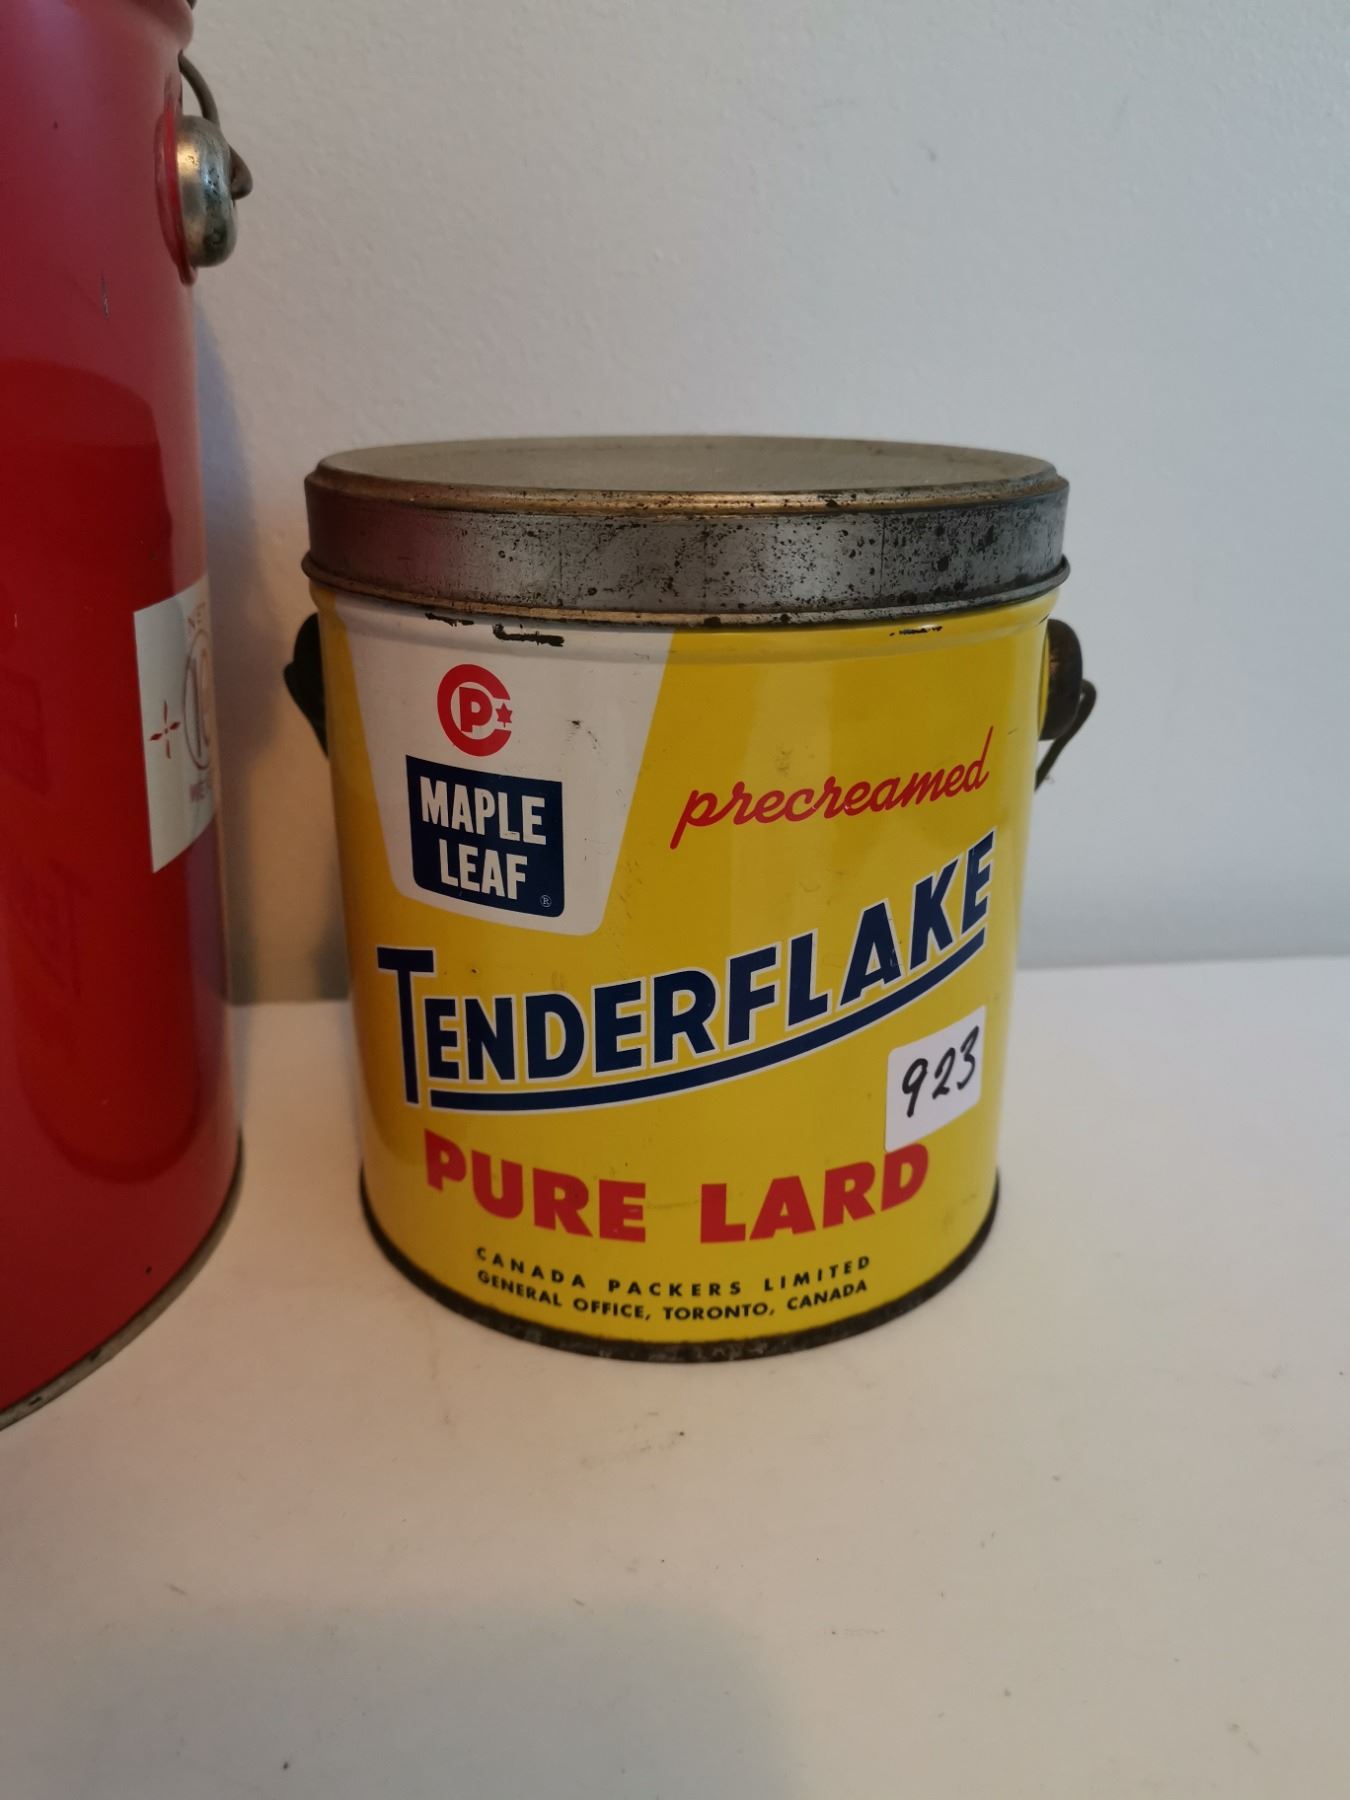 CP
MAPLE
LEAF ®
precreamed
TENDERFLAKE
923
PURE LARD
CANADA PACKERS LIMITED
GENERAL OFFICE, TORONTO, CANADA